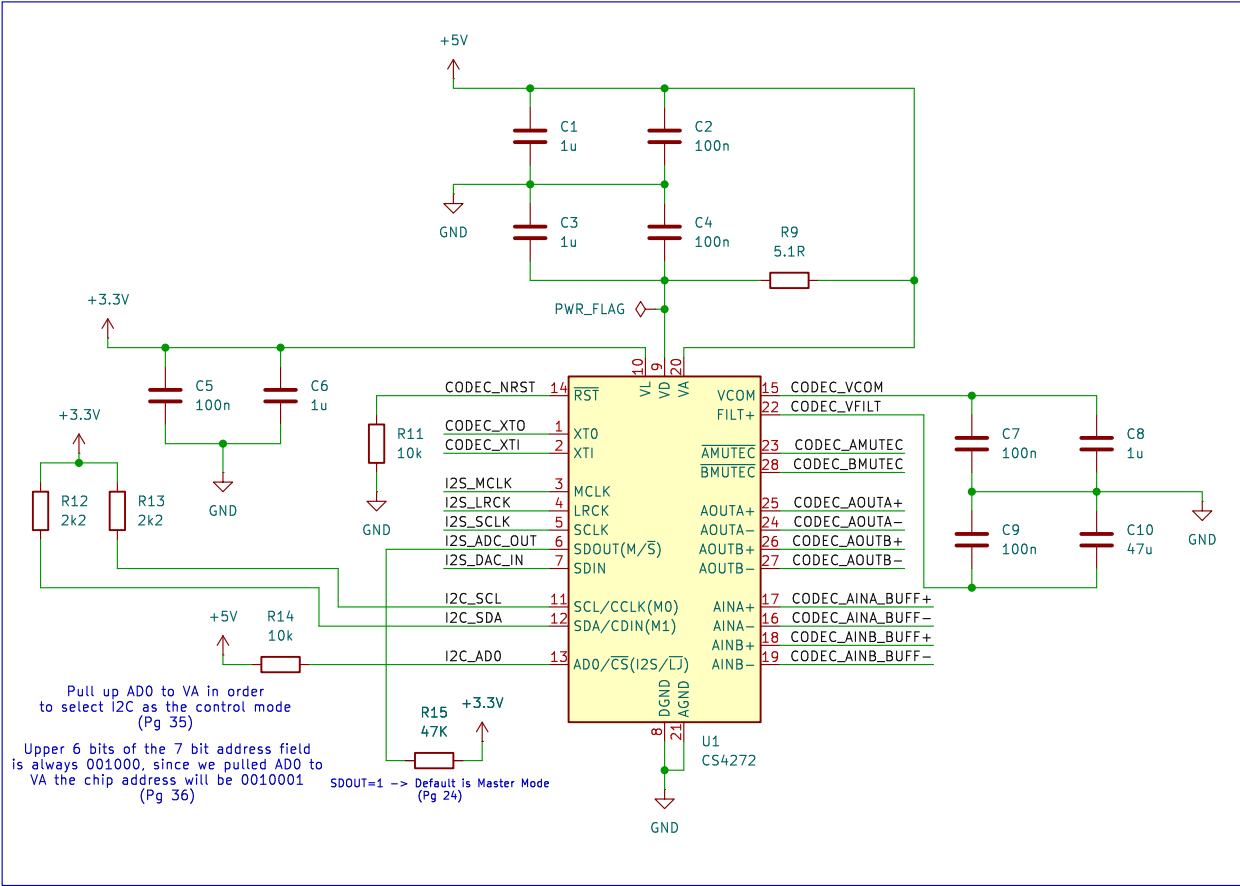 +5V
C1
1u
C2
100n
GND
C3
1u
C4
100n
R9
5.1R
PWR_FLAG
+3.3V
C5
100n
C6
1u
GND
+3.3V
R12
2k2
R13
2k2
R11
10k
GND
CODEC_NRST
CODEC_XTO
CODEC_XTI
I2S_MCLK
I2S_LRCK
I2S_SCLK
I2S_ADC_OUT
I2S_DAC_IN
I2C_SCL
I2C_SDA
I2C_AD0
14
1
2
3
4
5
6
7
11
12
13
10
9
20
VL
VD
VA
RST
XTO
XTI
MCLK
LRCK
SCLK
SDOUT(M/S)
SDIN
SCL/CCLK(M0)
SDA/CDIN(M1)
AD0/CS(I2S/LJ)
VCOM
FILT+
AMUTEC
BMUTEC
AOUTA+
AOUTA-
AOUTB+
AOUTB-
AINA+
AINA-
AINB+
AINB-
DGND
AGND
8
21
15
22
23
28
25
24
26
27
17
16
18
19
CODEC_VCOM
CODEC_VFILT
CODEC_AMUTEC
CODEC_BMUTEC
CODEC_AOUTA+
CODEC_AOUTA-
CODEC_AOUTB+
CODEC_AOUTB-
CODEC_AINA_BUFF+
CODEC_AINA_BUFF-
CODEC_AINB_BUFF+
CODEC_AINB_BUFF-
C7
100n
C8
1u
C9
100n
C10
47u
GND
+5V
R14
10k
Pull up AD0 to VA in order
to select I2C as the control mode
(Pg 35)
Upper 6 bits of the 7 bit address field
is always 001000, since we pulled AD0 to
VA the chip address will be 0010001
(Pg 36)
R15
47K
+3.3V
SDOUT=1 -> Default is Master Mode
(Pg 24)
U1
CS4272
GND